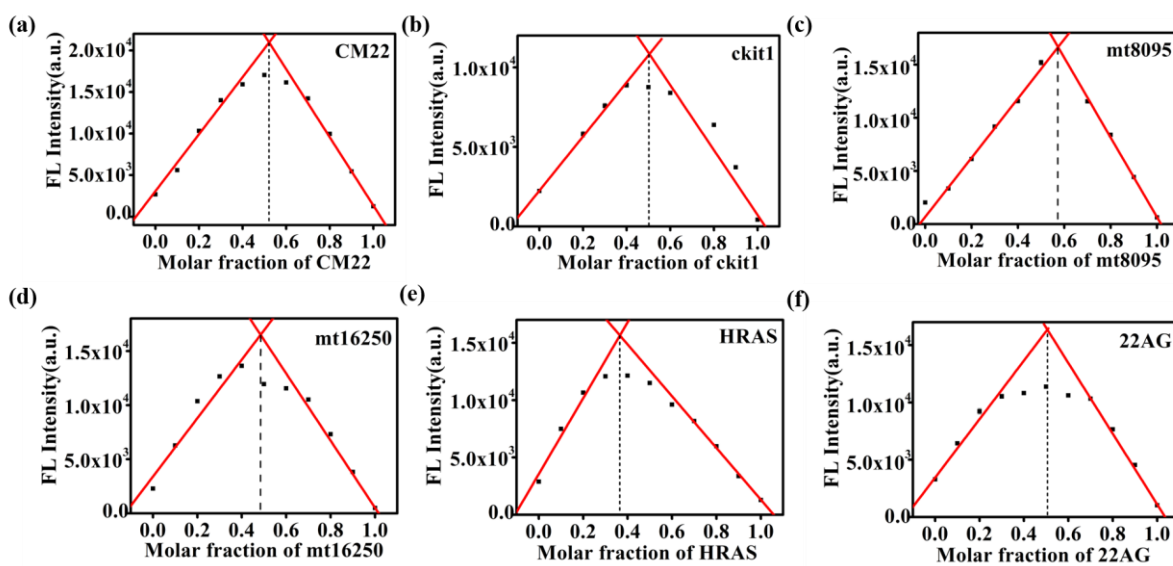 (a)
CM22
FL Intensity(a.u.)
2.0x10⁴
1.5x10⁴
1.0x10⁴
5.0x10³
0.0
0.0 0.2 0.4 0.6 0.8 1.0
Molar fraction of CM22
(b)
ckit1
FL Intensity(a.u.)
1.0x10⁴
5.0x10³
0.0
0.0 0.2 0.4 0.6 0.8 1.0
Molar fraction of ckit1
(c)
mt8095
FL Intensity(a.u.)
1.5x10⁴
1.0x10⁴
5.0x10³
0.0
0.0 0.2 0.4 0.6 0.8 1.0
Molar fraction of mt8095
(d)
mt16250
FL Intensity(a.u.)
1.5x10⁴
1.0x10⁴
5.0x10³
0.0
0.0 0.2 0.4 0.6 0.8 1.0
Molar fraction of mt16250
(e)
HRAS
FL Intensity(a.u.)
1.5x10⁴
1.0x10⁴
5.0x10³
0.0
0.0 0.2 0.4 0.6 0.8 1.0
Molar fraction of HRAS
(f)
22AG
FL Intensity(a.u.)
1.5x10⁴
1.0x10⁴
5.0x10³
0.0
0.0 0.2 0.4 0.6 0.8 1.0
Molar fraction of 22AG